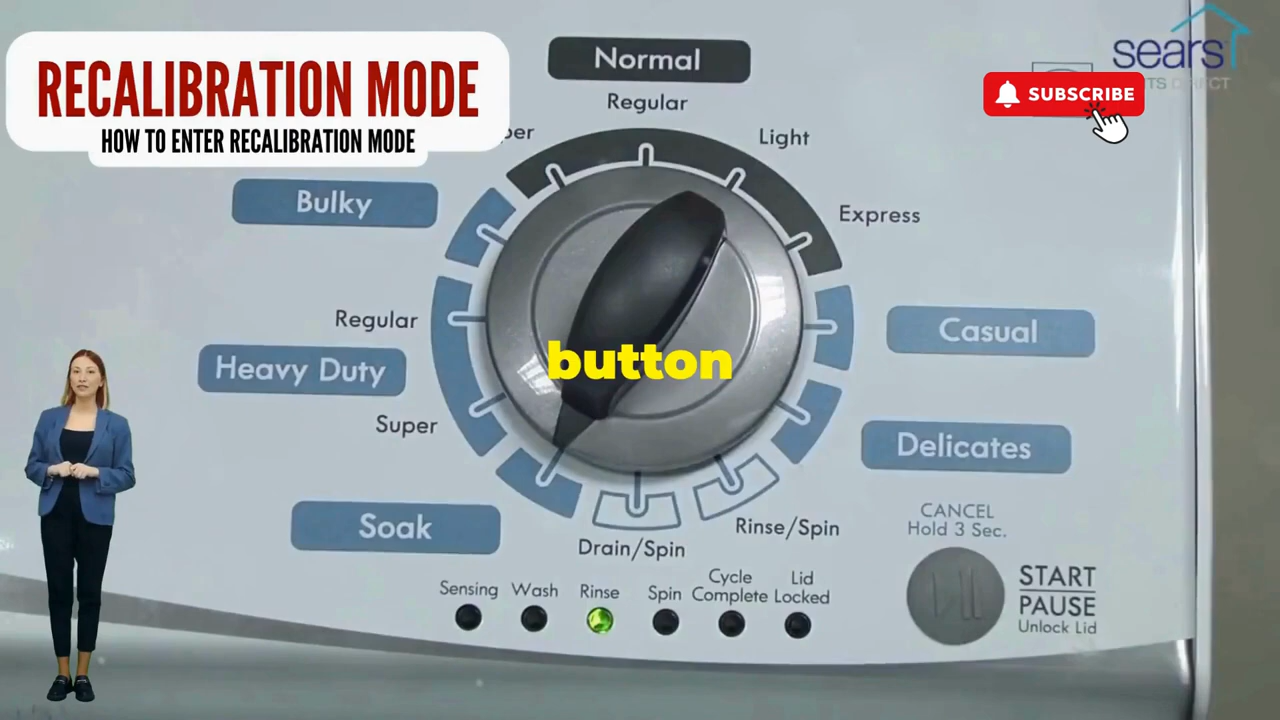 RECALIBRATION MODE
HOW TO ENTER RECALIBRATION MODE
sears
SUBSCRIBE
Normal
Regular
Light
Express
Bulky
Regular
Heavy Duty
Super
Casual
Delicates
Soak
Drain/Spin
Rinse/Spin
button
CANCEL
Hold 3 Sec.
START
PAUSE
Unlock Lid
Sensing
Wash
Rinse
Spin
Cycle
Complete
Lid
Locked